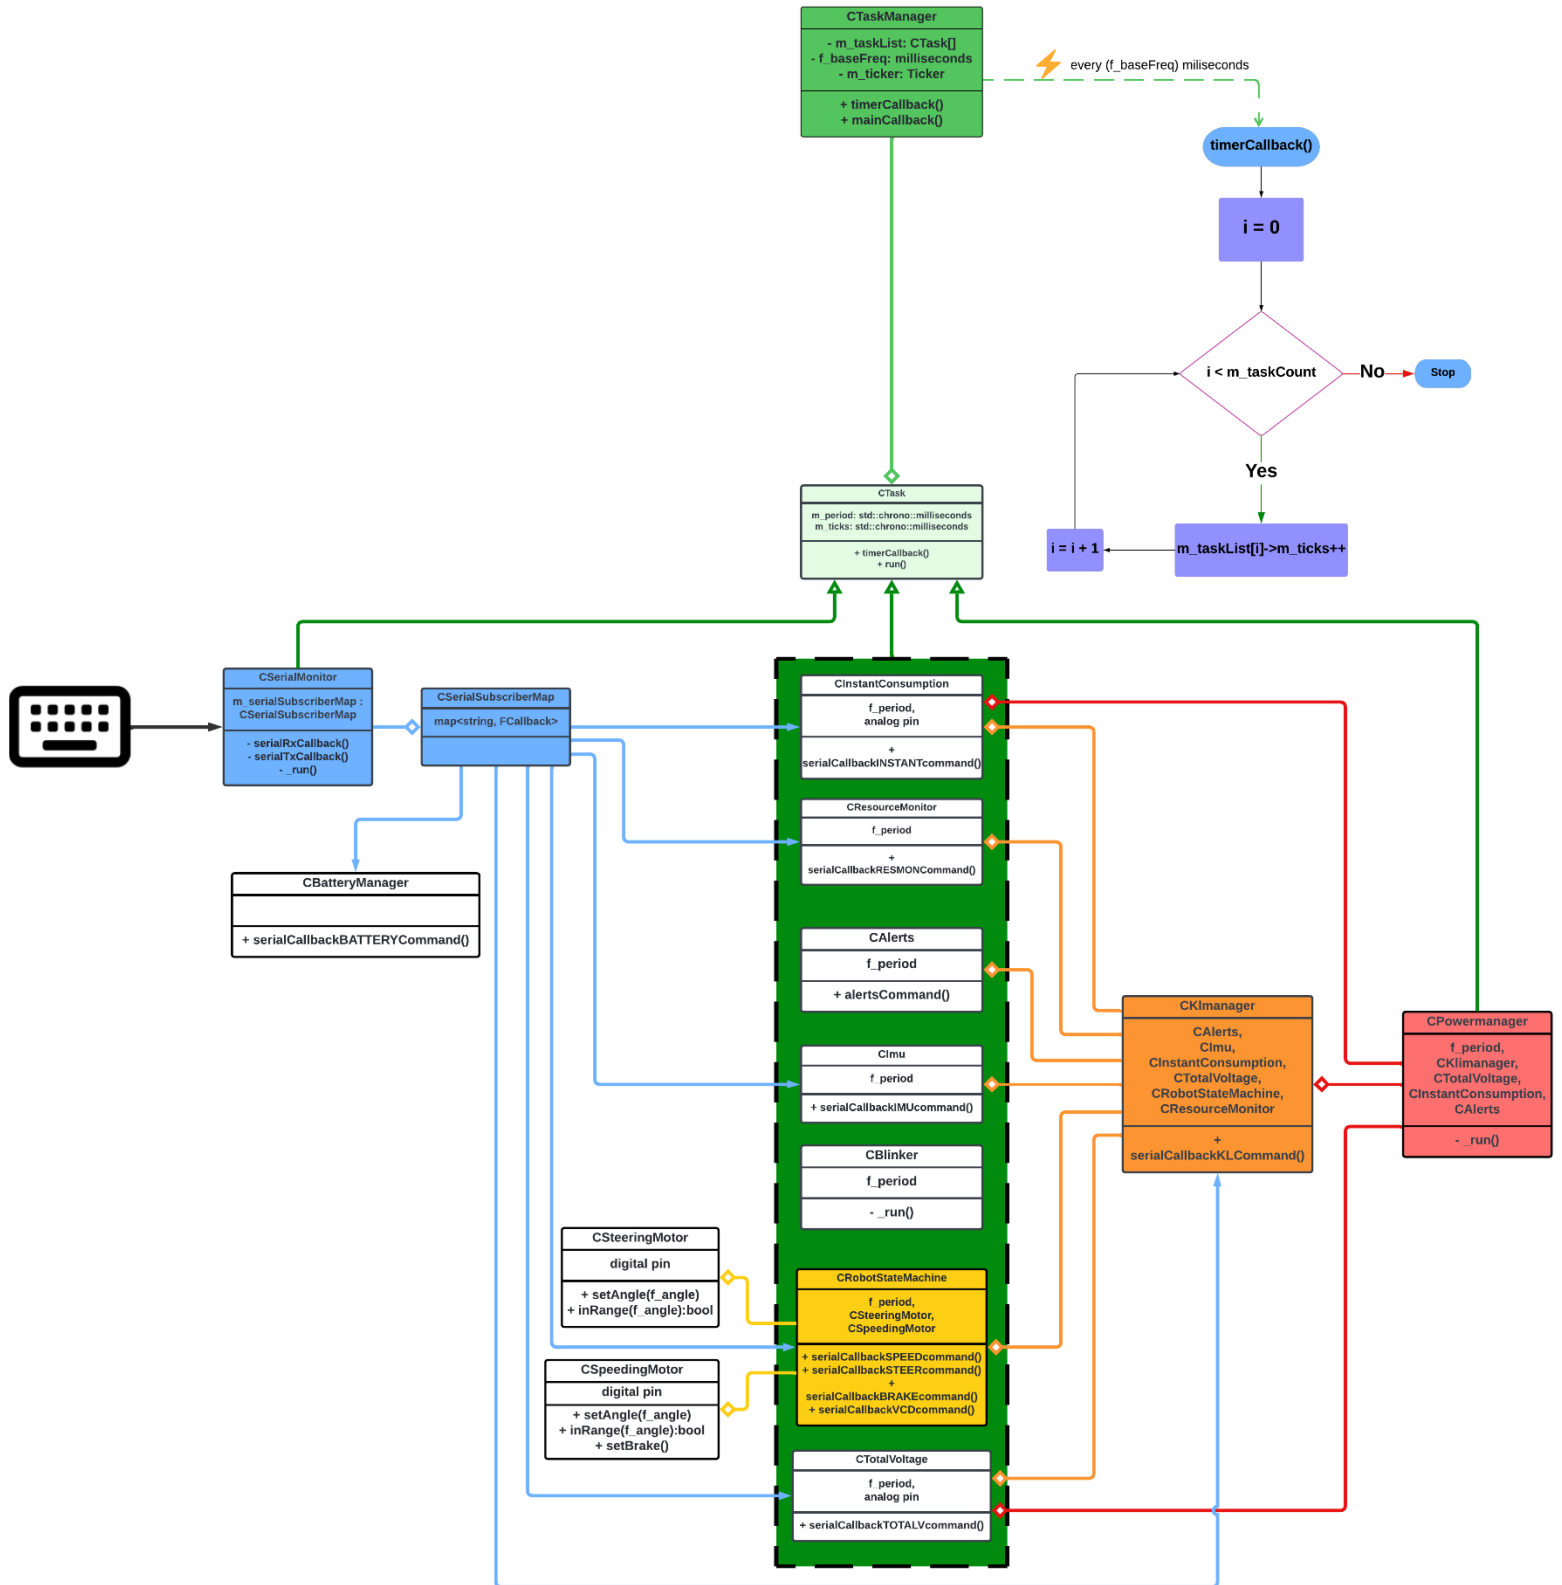 CTaskManager
- m_taskList: CTask[]
- f_baseFreq: milliseconds
- m_ticker: Ticker
+ timerCallback()
+ mainCallback()
every (f_baseFreq) miliseconds
timerCallback()
i = 0
i < m_taskCount
No
Stop
Yes
m_taskList[i]->m_ticks++
i = i + 1
CTask
m_period: std::chrono::milliseconds
m_ticks: std::chrono::milliseconds
+ timerCallback()
+ run()
CSerialMonitor
m_serialSubscriberMap :
CSerialSubscriberMap
- serialRxCallback()
- serialTxCallback()
- _run()
CSerialSubscriberMap
map<string, FCallback>
CBatteryManager
+ serialCallbackBATTERYCommand()
CInstantConsumption
f_period,
analog pin
+
serialCallbackINSTANTcommand()
CResourceMonitor
f_period
+
serialCallbackRESMONCommand()
CAlerts
f_period
+ alertsCommand()
CImu
f_period
+ serialCallbackIMUcommand()
CBlinker
f_period
- _run()
CSteeringMotor
digital pin
+ setAngle(f_angle)
+ inRange(f_angle):bool
CSpeedingMotor
digital pin
+ setAngle(f_angle)
+ inRange(f_angle):bool
+ setBrake()
CRobotStateMachine
f_period,
CSteeringMotor,
CSpeedingMotor
+ serialCallbackSPEEDcommand()
+ serialCallbackSTEERcommand()
+
serialCallbackBRAKEcommand()
+ serialCallbackVCDcommand()
CTotalVoltage
f_period,
analog pin
+ serialCallbackTOTALVcommand()
CKlmanager
CAlerts,
CImu,
CInstantConsumption,
CTotalVoltage,
CRobotStateMachine,
CResourceMonitor
+
serialCallbackKLCommand()
CPowermanager
f_period,
CKlimanager,
CTotalVoltage,
CInstantConsumption,
CAlerts
- _run()